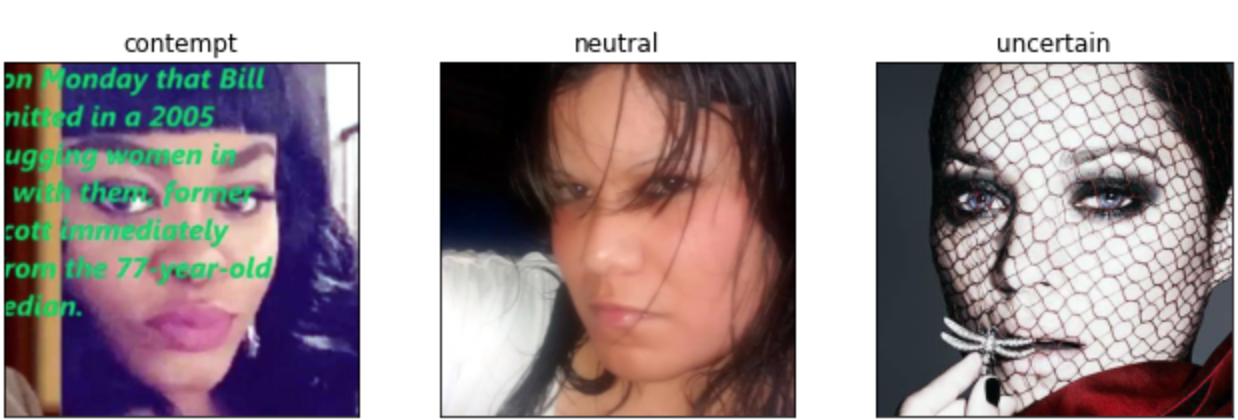 contempt
neutral
uncertain
on Monday that Bill
mitted in a 2005
ugging women in
with them, former
cott immediately
rom the 77-year-old
edian.